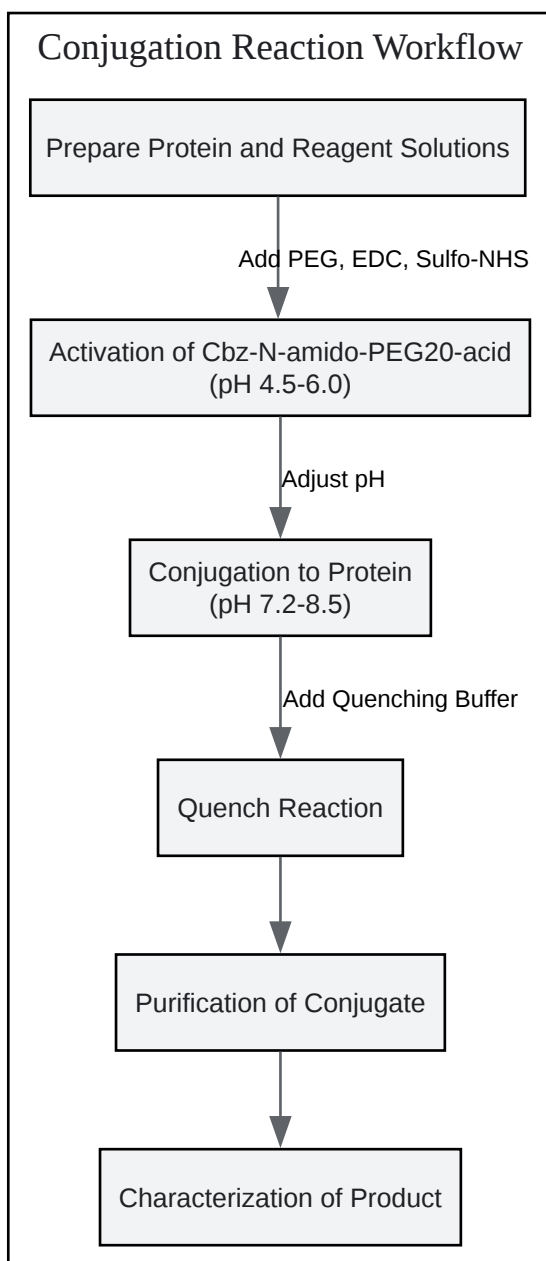 Conjugation Reaction Workflow
Prepare Protein and Reagent Solutions
Add PEG, EDC, Sulfo-NHS
Activation of Cbz-N-amido-PEG20-acid
(pH 4.5-6.0)
Adjust pH
Conjugation to Protein
(pH 7.2-8.5)
Add Quenching Buffer
Quench Reaction
Purification of Conjugate
Characterization of Product